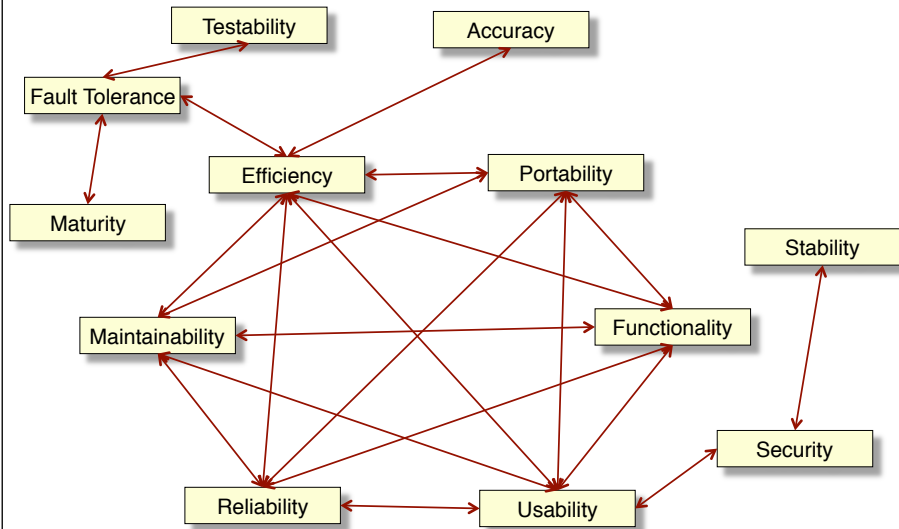 Testability
Accuracy
Fault Tolerance
Efficiency
Portability
Maturity
Stability
Maintainability
Functionality
Security
Reliability
Usability